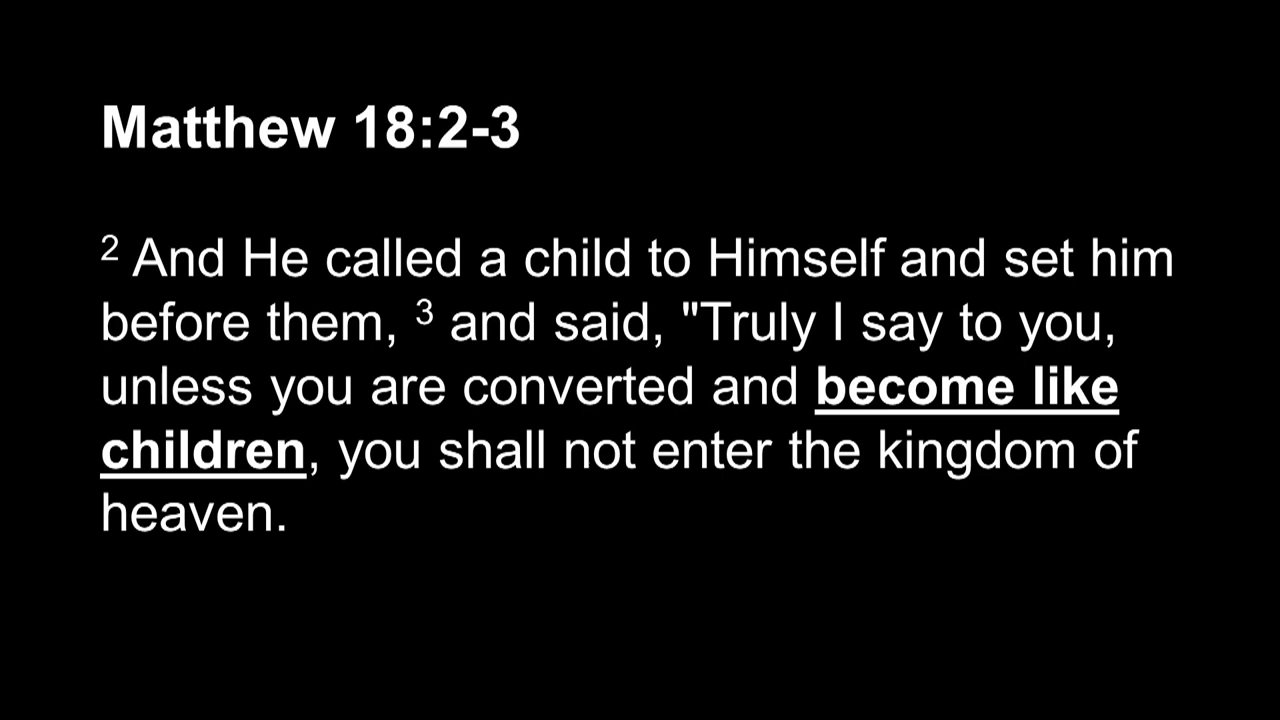 Matthew 18:2-3
² And He called a child to Himself and set him
before them, ³ and said, "Truly I say to you,
unless you are converted and become like
children, you shall not enter the kingdom of
heaven.